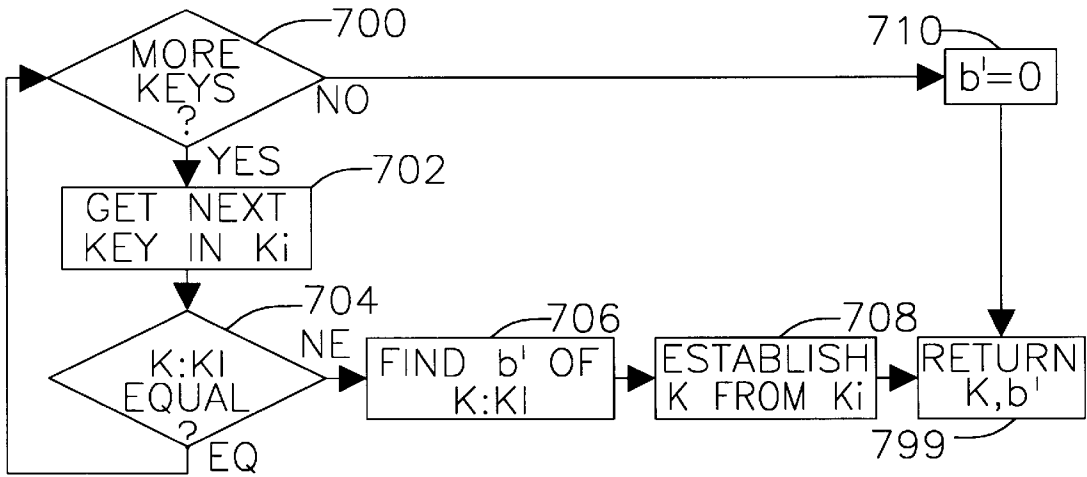 MORE
KEYS
?
700
NO
710
b'=0
YES
702
GET NEXT
KEY IN Ki
704
K:KI
EQUAL
?
NE
EQ
706
FIND b' OF
K:KI
708
ESTABLISH
K FROM Ki
RETURN
K,b'
799